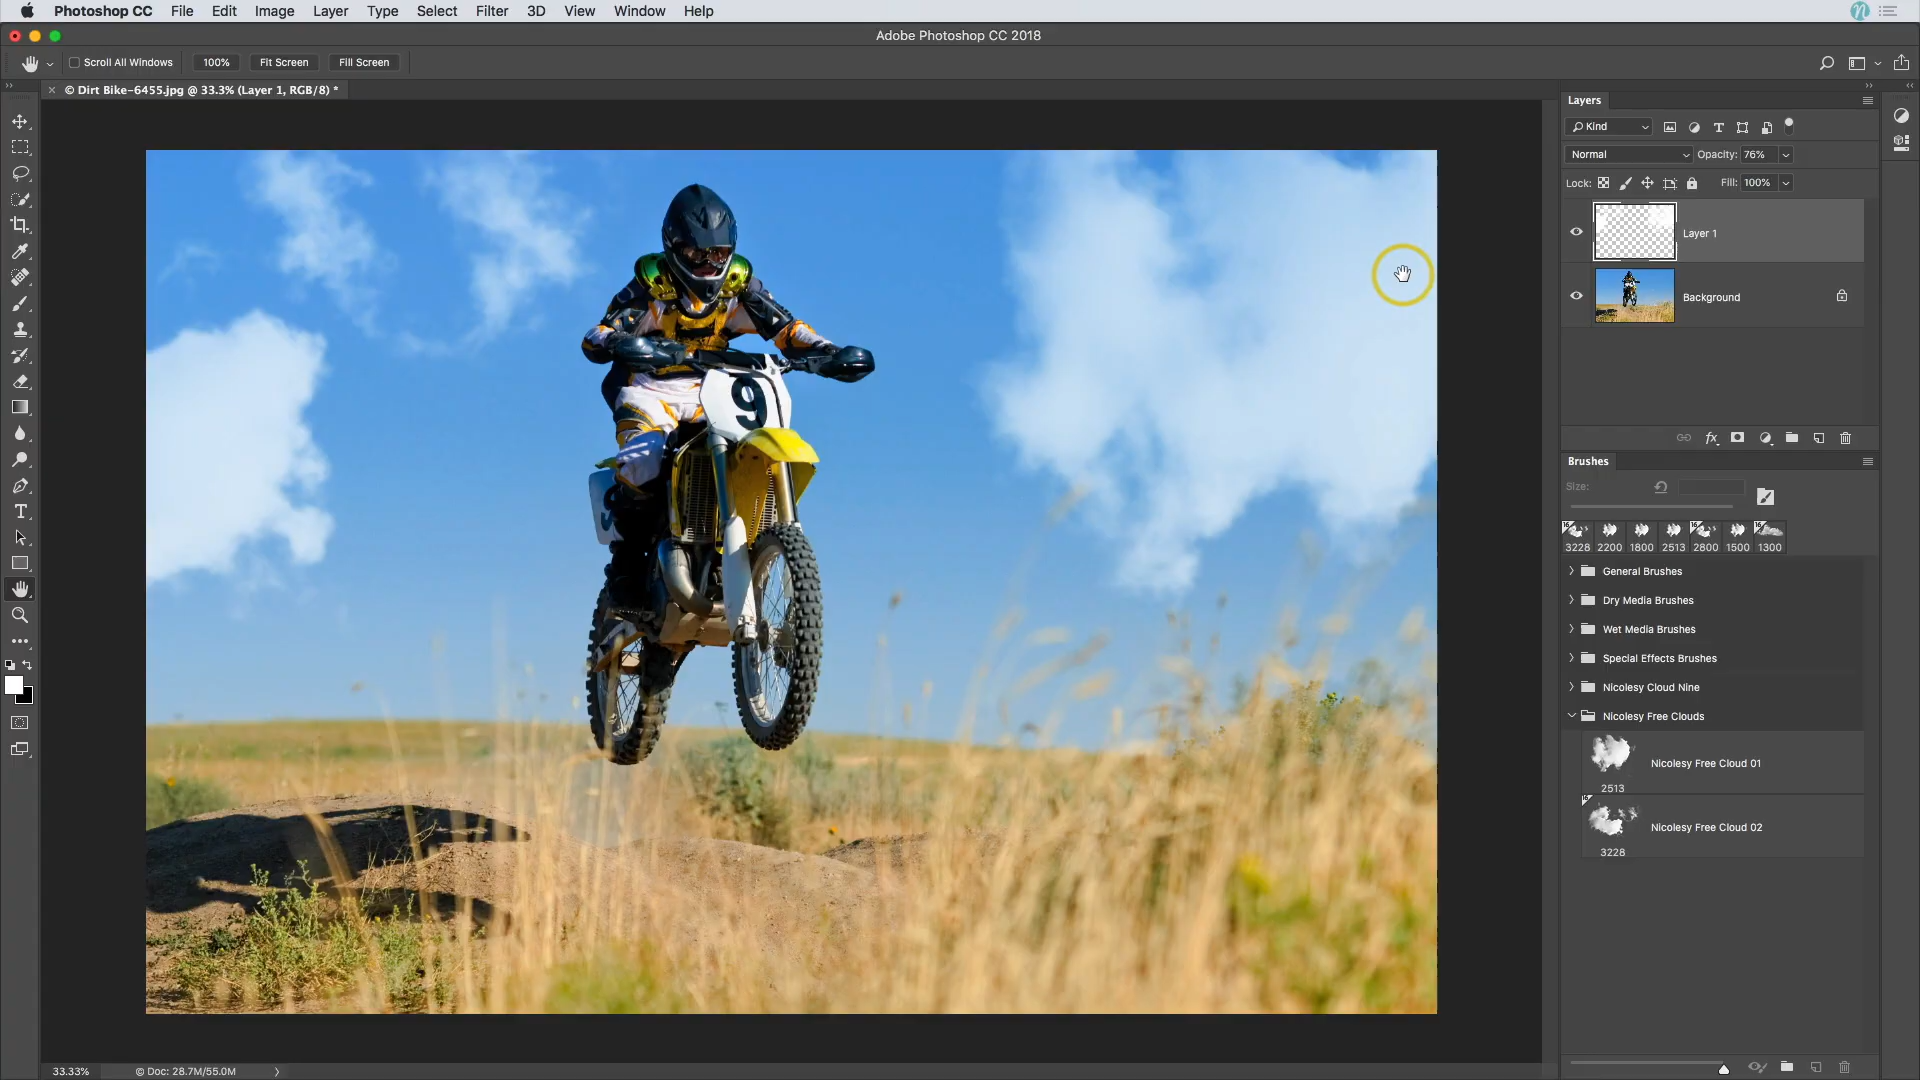 Photoshop CC File Edit Image Layer Type Select Filter 3D View Window Help
Adobe Photoshop CC 2018
Scroll All Windows 100% Fit Screen Fill Screen
© Dirt Bike-6455.jpg @ 33.3% (Layer 1, RGB/8) *
Layers
Kind
Normal Opacity: 76%
Lock: Fill: 100%
Layer 1
Background
9
Brushes
Size:
3228 2200 1800 2513 2800 1500 1300
General Brushes
Dry Media Brushes
Wet Media Brushes
Special Effects Brushes
Nicolesy Cloud Nine
Nicolesy Free Clouds
Nicolesy Free Cloud 01
2513
Nicolesy Free Cloud 02
3228
33.33% © Doc: 28.7M/55.0M